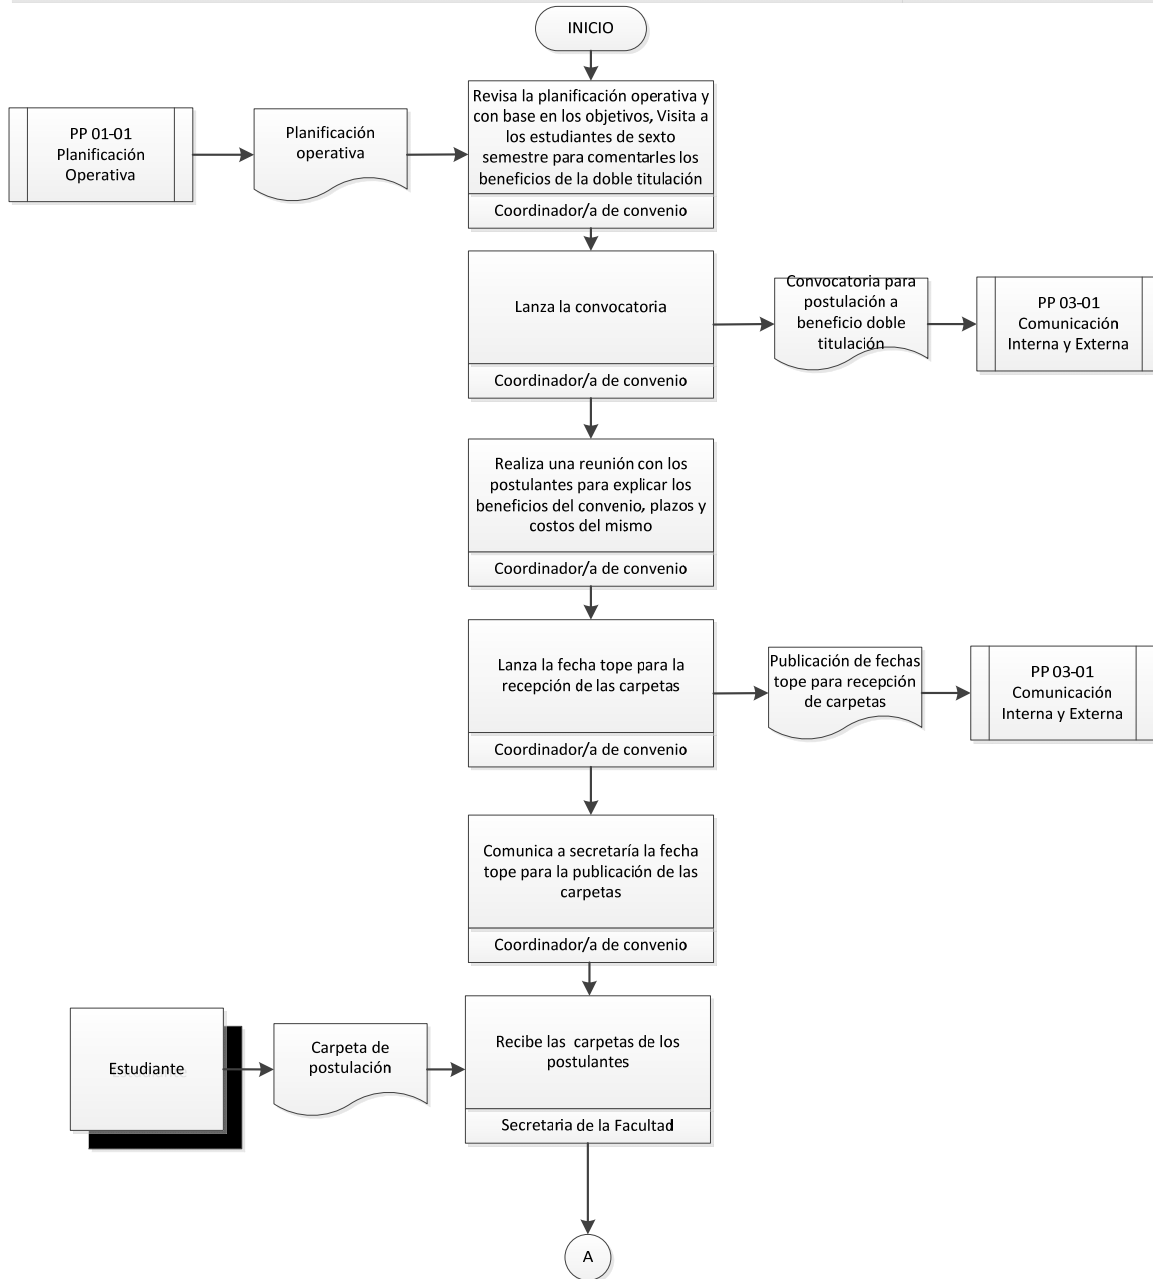 INICIO
Revisa la planificación operativa y
con base en los objetivos, Visita a
los estudiantes de sexto
semestre para comentarles los
beneficios de la doble titulación
Coordinador/a de convenio
PP 01-01
Planificación
Operativa
Planificación
operativa
Lanza la convocatoria
Coordinador/a de convenio
Convocatoria para
postulación a
beneficio doble
titulación
PP 03-01
Comunicación
Interna y Externa
Realiza una reunión con los
postulantes para explicar los
beneficios del convenio, plazos y
costos del mismo
Coordinador/a de convenio
Lanza la fecha tope para la
recepción de las carpetas
Coordinador/a de convenio
Publicación de fechas
tope para recepción
de carpetas
PP 03-01
Comunicación
Interna y Externa
Comunica a secretaría la fecha
tope para la publicación de las
carpetas
Coordinador/a de convenio
Estudiante
Carpeta de
postulación
Recibe las carpetas de los
postulantes
Secretaria de la Facultad
A